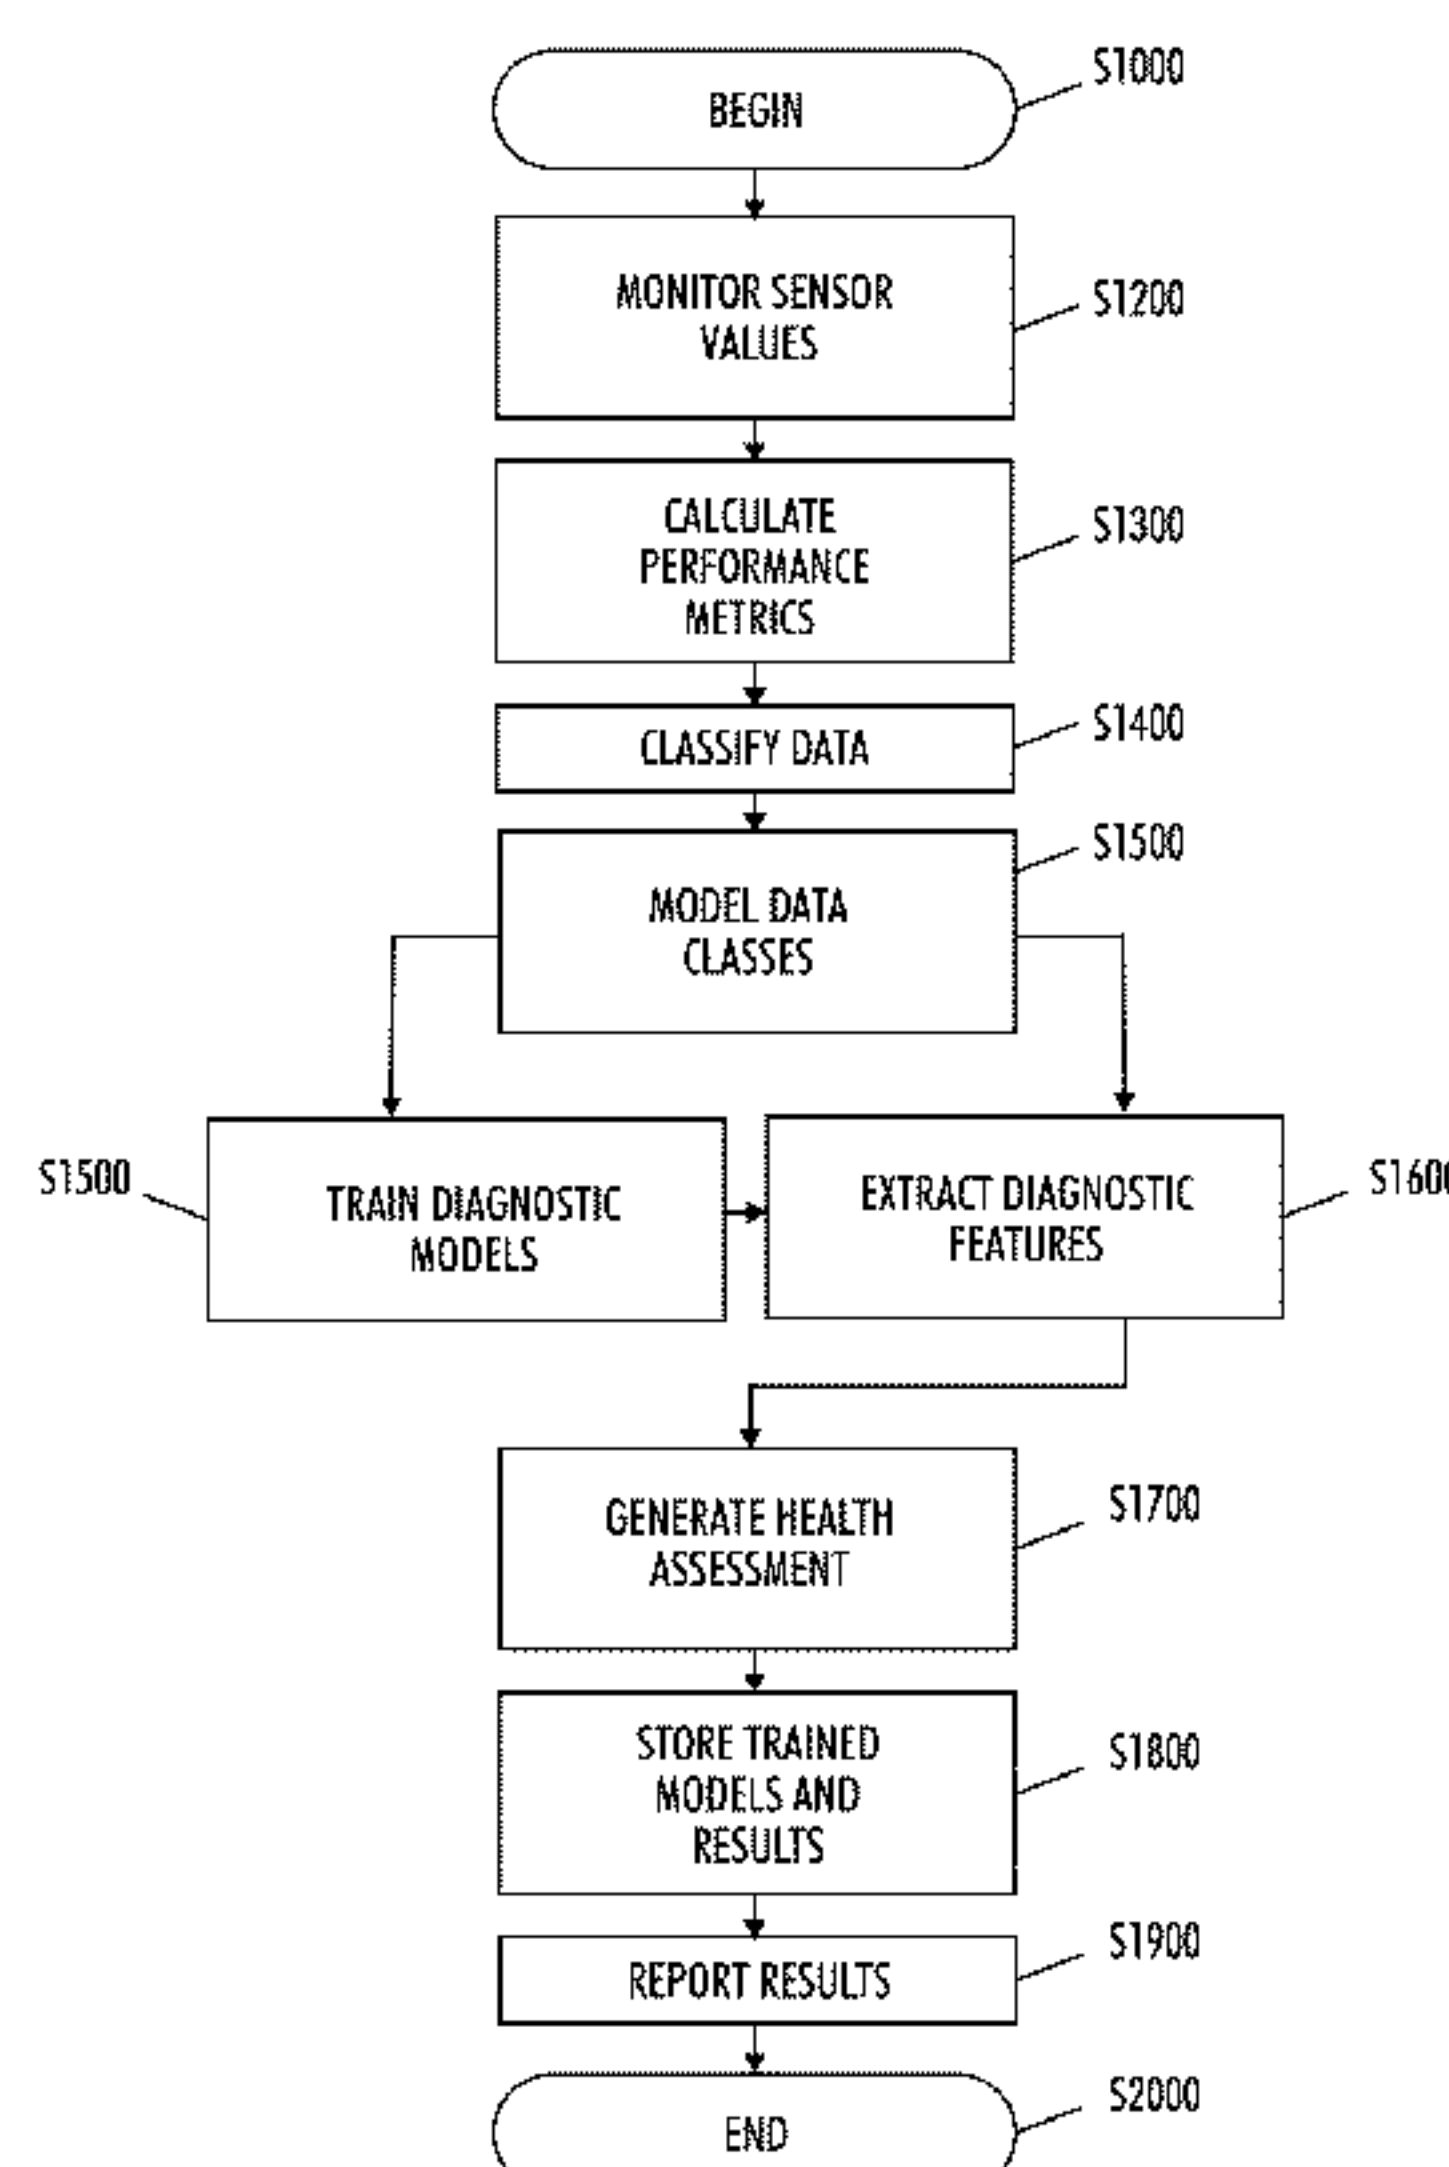 BEGIN
S1000
MONITOR SENSOR
VALUES
S1200
CALCULATE
PERFORMANCE
METRICS
S1300
CLASSIFY DATA
S1400
MODEL DATA
CLASSES
S1500
S1500
TRAIN DIAGNOSTIC
MODELS
EXTRACT DIAGNOSTIC
FEATURES
S1600
GENERATE HEALTH
ASSESSMENT
S1700
STORE TRAINED
MODELS AND
RESULTS
S1800
REPORT RESULTS
S1900
END
S2000